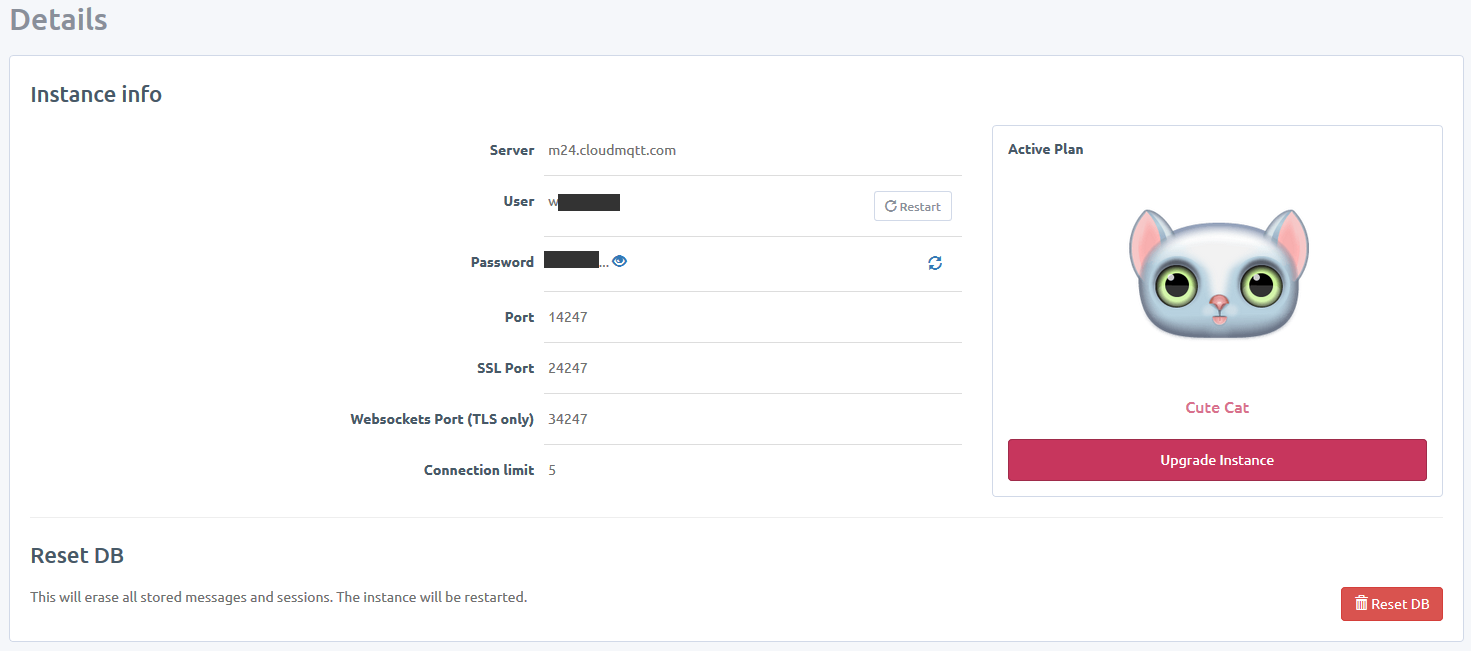 Details
Instance info
Server m24.cloudmqtt.com
User w
Restart
Password ...
Port 14247
SSL Port 24247
Websockets Port (TLS only) 34247
Connection limit 5
Active Plan
Cute Cat
Upgrade Instance
Reset DB
This will erase all stored messages and sessions. The instance will be restarted.
Reset DB